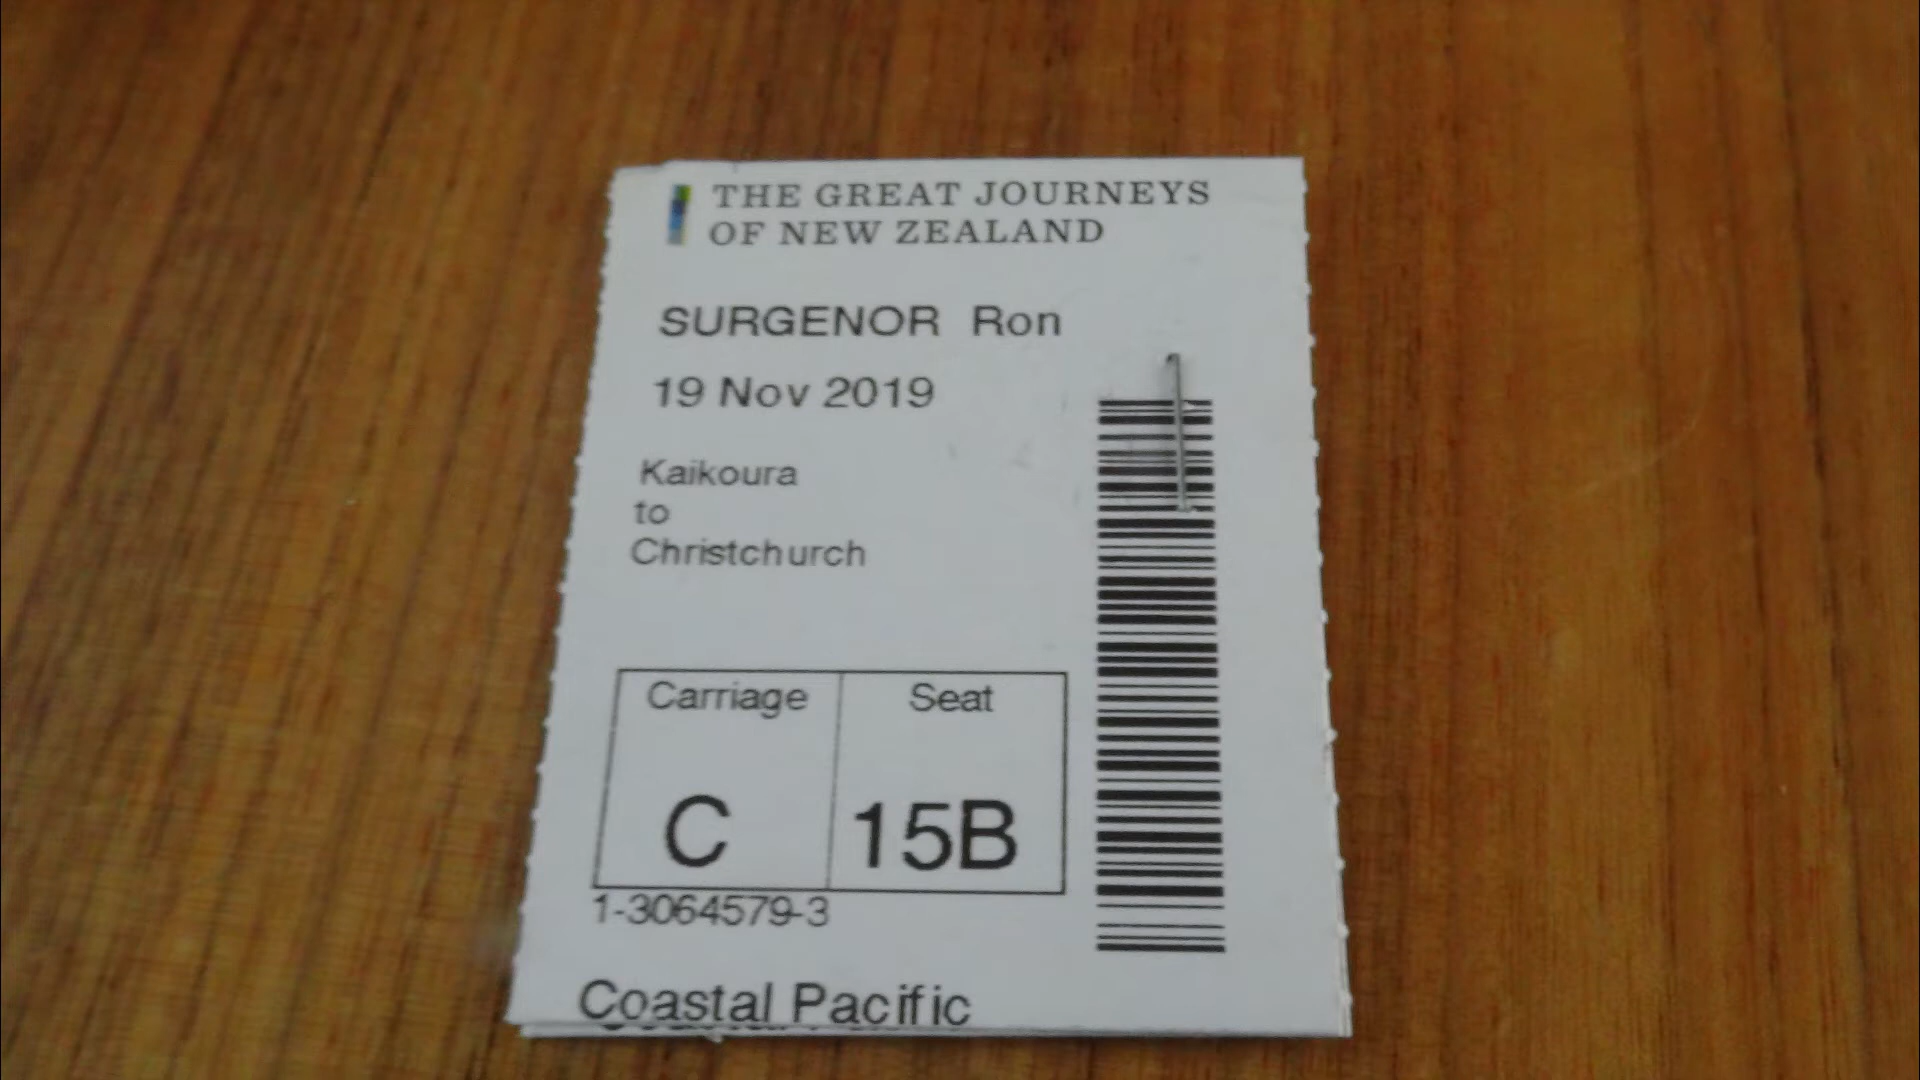 THE GREAT JOURNEYS
OF NEW ZEALAND
SURGENOR Ron
19 Nov 2019
Kaikoura
to
Christchurch
Carriage Seat
C 15B
1-3064579-3
Coastal Pacific